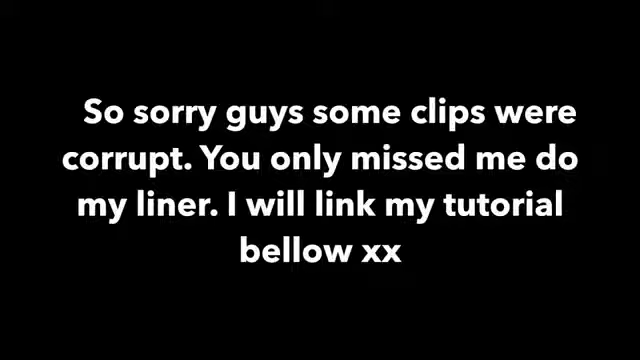 So sorry guys some clips were
corrupt. You only missed me do
my liner. I will link my tutorial
bellow xx